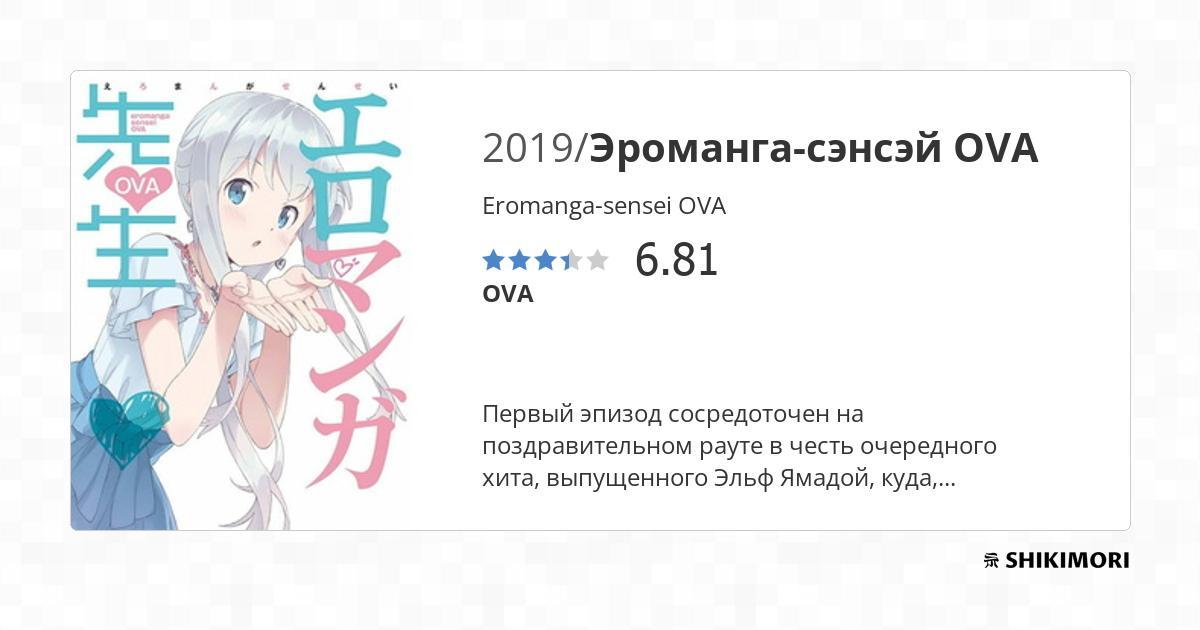 えろまんがせんせい
エロマンガ
先生
eromanga
sensei
OVA
OVA
2019/Эроманга-сэнсэй OVA
Eromanga-sensei OVA
6.81
OVA
Первый эпизод сосредоточен на
поздравительном рауте в честь очередного
хита, выпущенного Эльф Ямадой, куда,...
SHIKIMORI